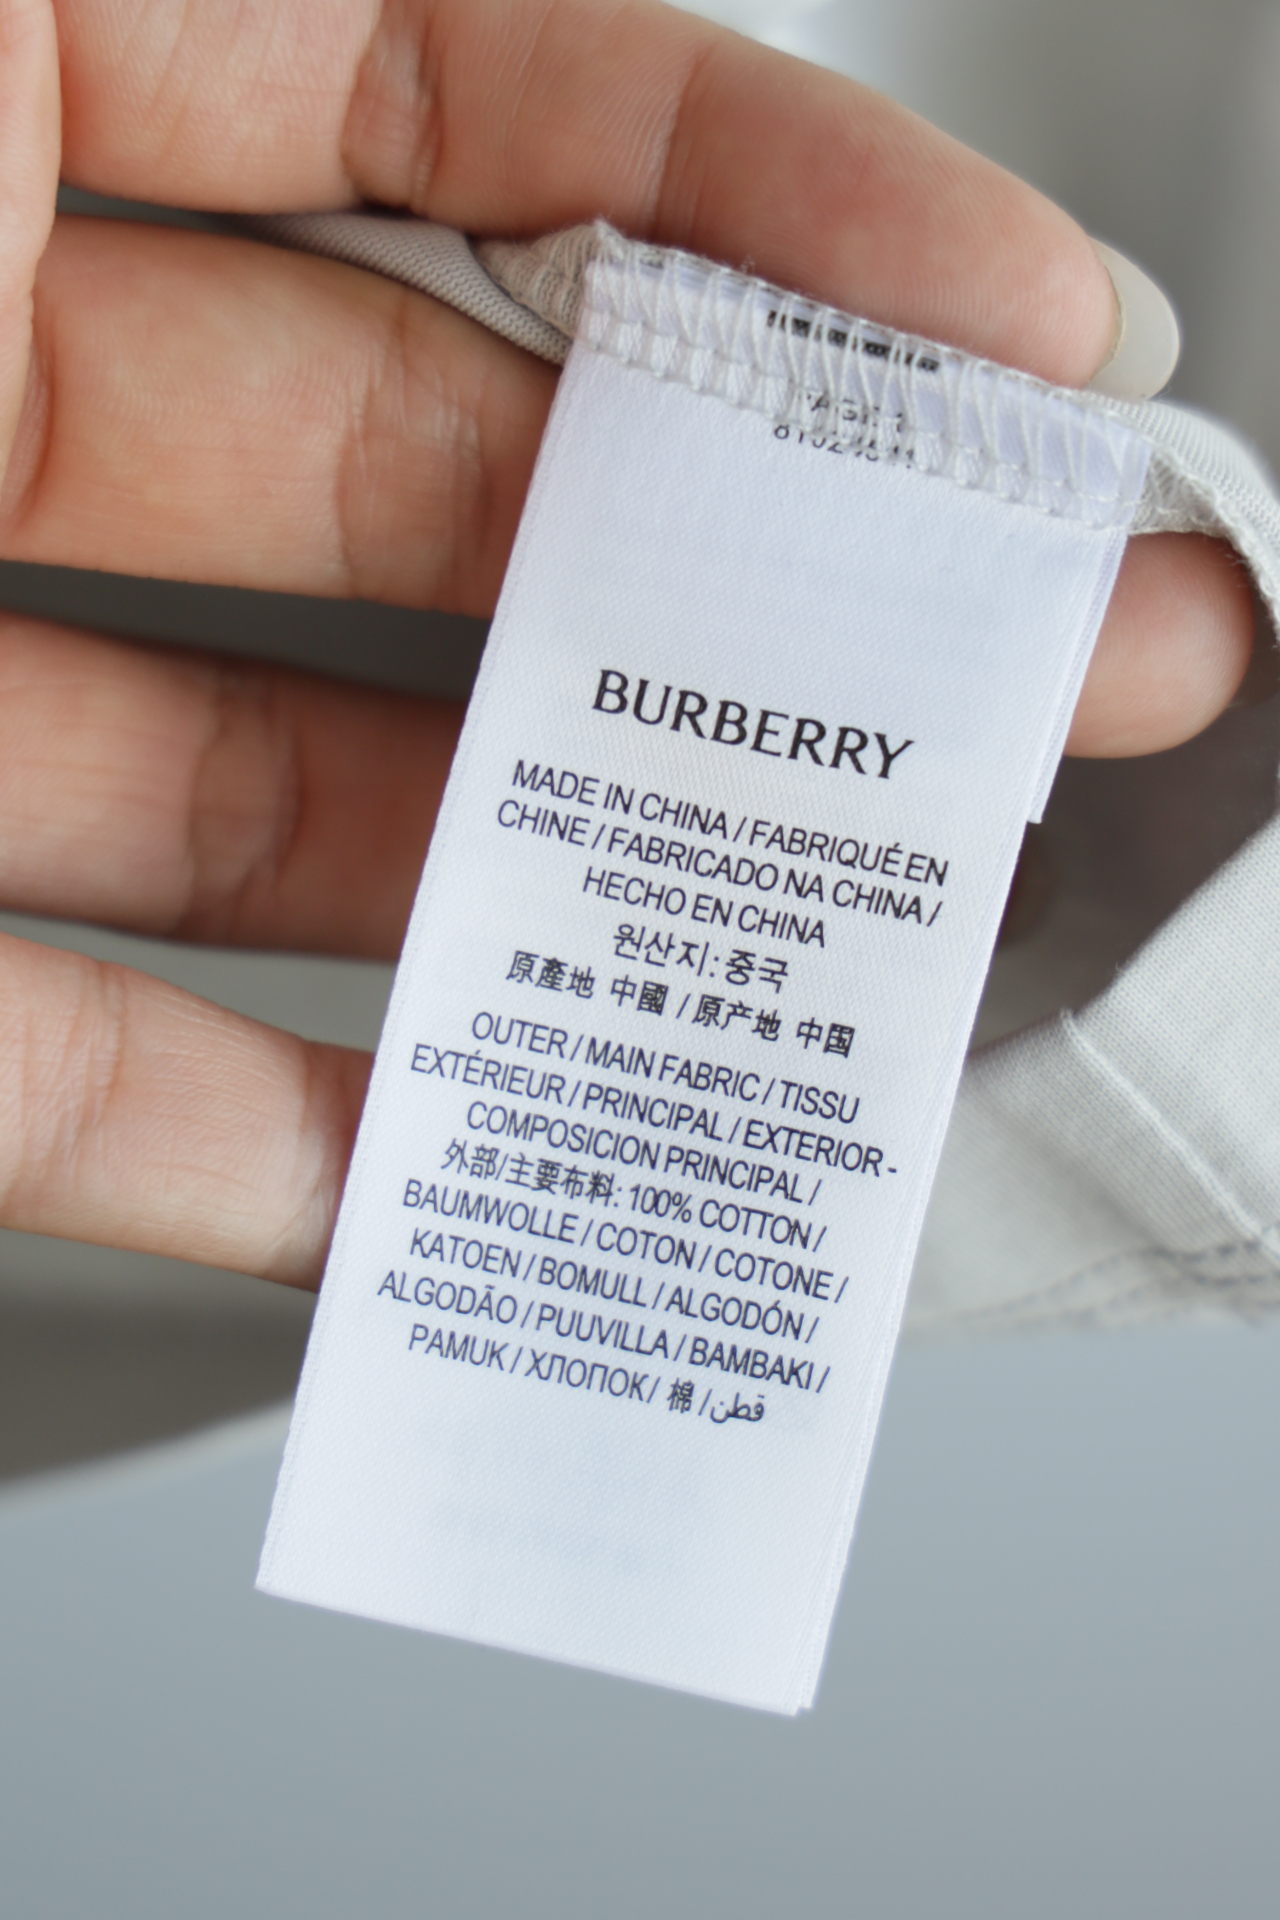 BURBERRY
MADE IN CHINA / FABRIQUÉ EN
CHINE / FABRICADO NA CHINA /
HECHO EN CHINA
원산지: 중국
原產地 中國 / 原产地 中国
OUTER / MAIN FABRIC / TISSU
EXTÉRIEUR / PRINCIPAL / EXTERIOR -
COMPOSICION PRINCIPAL /
外部/主要布料: 100% COTTON /
BAUMWOLLE / COTON / COTONE /
KATOEN / BOMULL / ALGODÓN /
ALGODÃO / PUUVILLA / BAMBAKI /
PAMUK / ХЛОПОК / 棉 / قطن